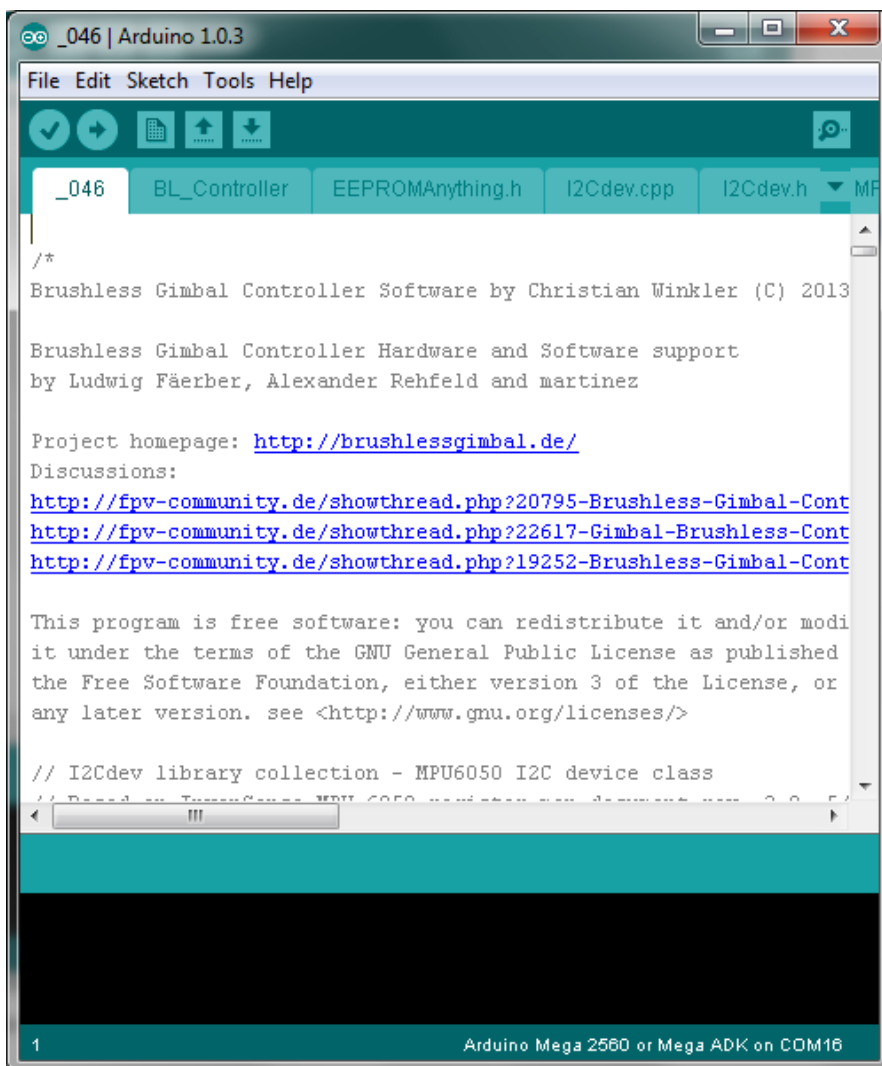 _046 | Arduino 1.0.3
File Edit Sketch Tools Help
_046 BL_Controller EEPROMAnything.h I2Cdev.cpp I2Cdev.h
/*
Brushless Gimbal Controller Software by Christian Winkler (C) 2013
Brushless Gimbal Controller Hardware and Software support
by Ludwig Fäerber, Alexander Rehfeld and martinez
Project homepage: http://brushlessgimbal.de/
Discussions:
http://fpv-community.de/showthread.php?20795-Brushless-Gimbal-Cont
http://fpv-community.de/showthread.php?22617-Gimbal-Brushless-Cont
http://fpv-community.de/showthread.php?19252-Brushless-Gimbal-Cont
This program is free software: you can redistribute it and/or modi
it under the terms of the GNU General Public License as published
the Free Software Foundation, either version 3 of the License, or
any later version. see <http://www.gnu.org/licenses/>
// I2Cdev library collection - MPU6050 I2C device class
1 Arduino Mega 2560 or Mega ADK on COM16